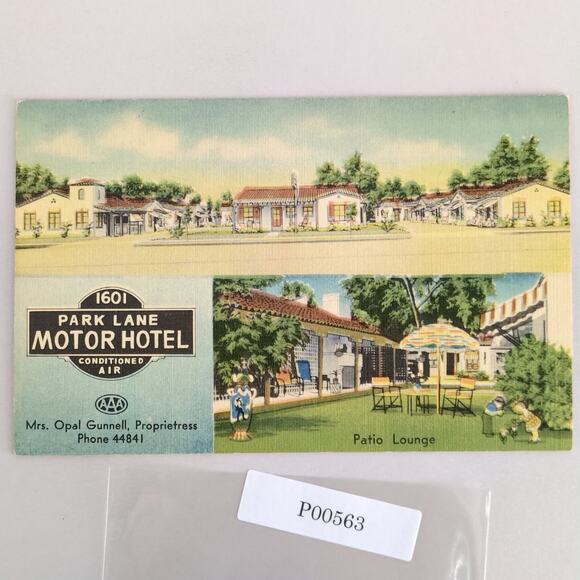 1601
PARK LANE
MOTOR HOTEL
CONDITIONED
AIR
AAA
Mrs. Opal Gunnell, Proprietress
Phone 44841
Patio Lounge
P00563